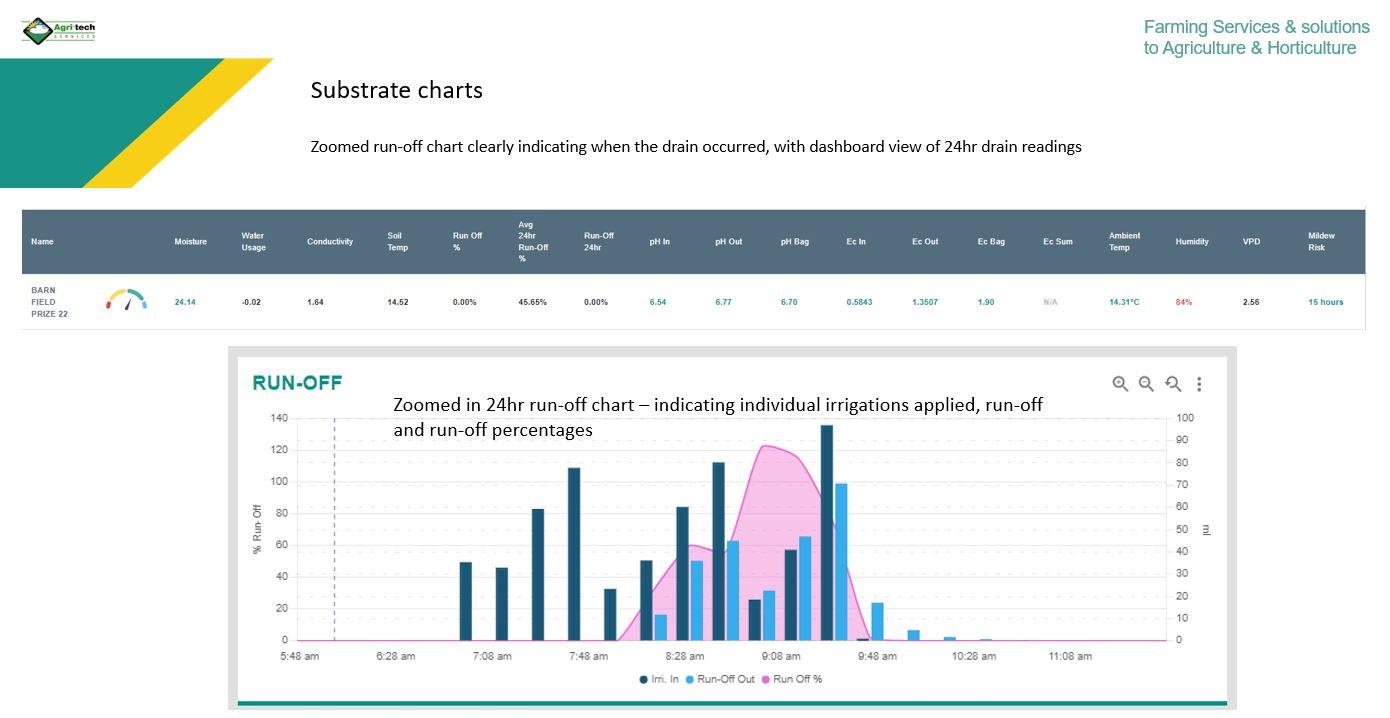 Agri tech
SERVICES
Farming Services & solutions
to Agriculture & Horticulture
Substrate charts
Zoomed run-off chart clearly indicating when the drain occurred, with dashboard view of 24hr drain readings
Name
Moisture
Water
Usage
Conductivity
Soil
Temp
Run Off
%
Avg
24hr
Run-Off
%
Run-Off
24hr
pH In
pH Out
pH Bag
Ec In
Ec Out
Ec Bag
Ec Sum
Ambient
Temp
Humidity
VPD
Mildew
Risk
BARN
FIELD
PRIZE 22
24.14
-0.02
1.64
14.52
0.00%
45.65%
0.00%
6.54
6.77
6.70
0.5843
1.3507
1.90
N/A
14.31°C
84%
2.56
15 hours
RUN-OFF
Zoomed in 24hr run-off chart – indicating individual irrigations applied, run-off
and run-off percentages
% Run-Off
140
120
100
80
60
40
20
0
100
90
80
70
60
50
40
30
20
10
0
ml
5:48 am
6:28 am
7:08 am
7:48 am
8:28 am
9:08 am
9:48 am
10:28 am
11:08 am
Irri. In
Run-Off Out
Run Off %